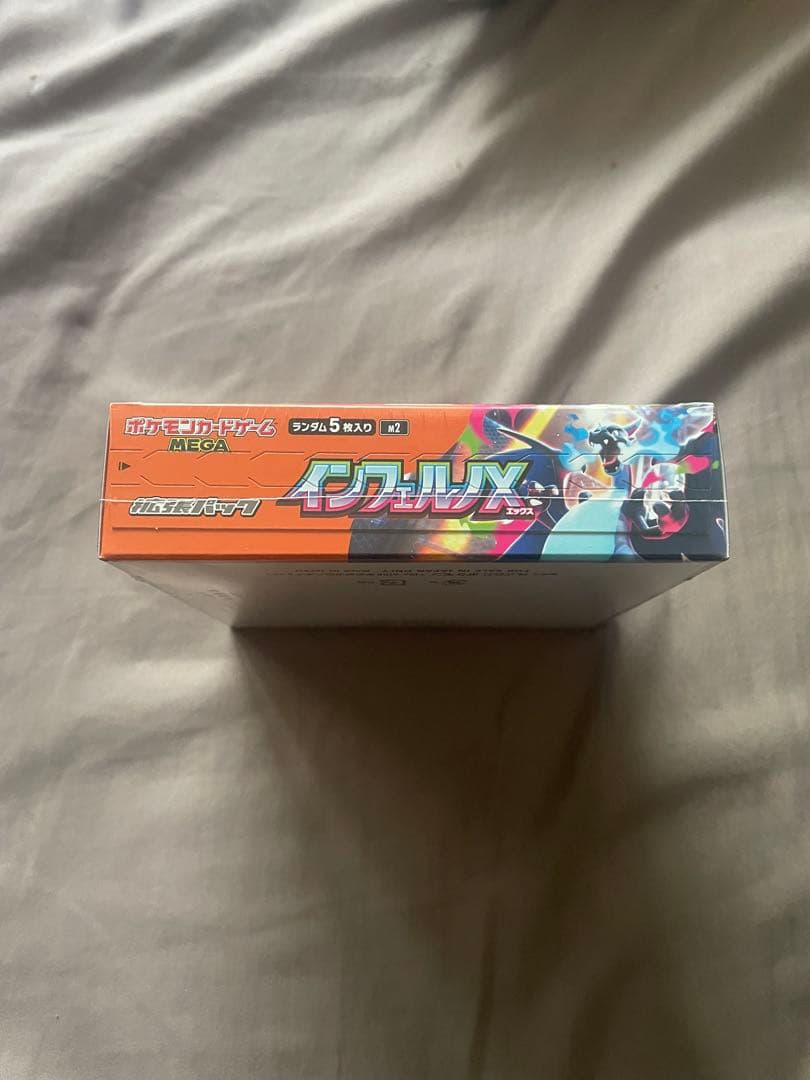 ポケモンカードゲーム
MEGA
ランダム5枚入り
M2
拡張パック
インフェルノX
エックス